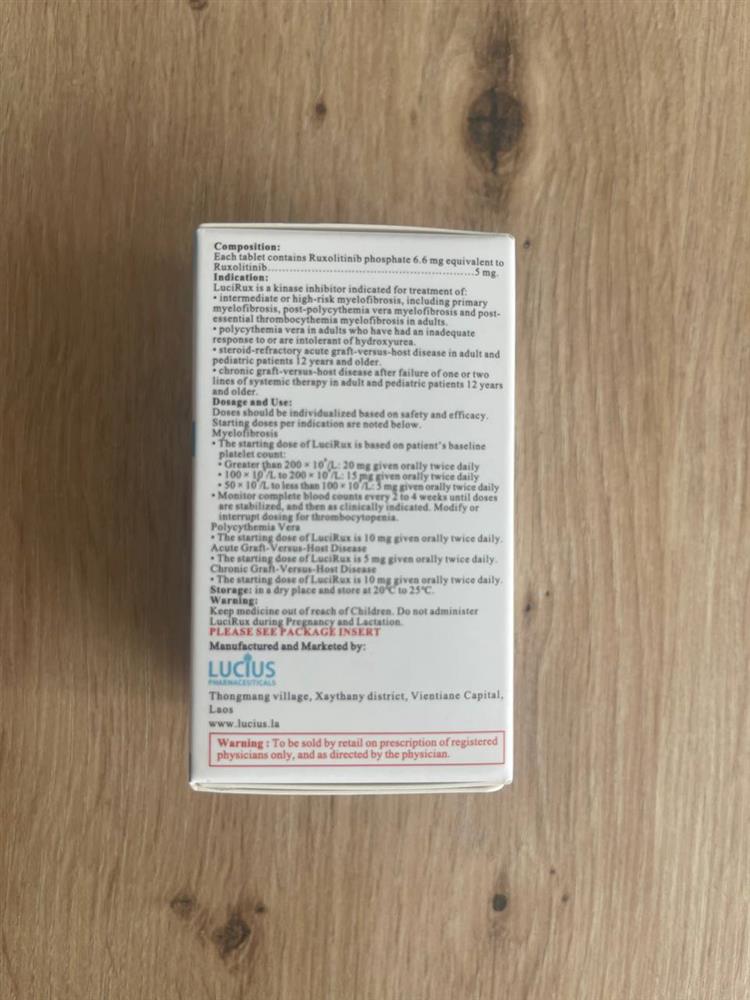 Composition:
Each tablet contains Ruxolitinib phosphate 6.6 mg equivalent to
Ruxolitinib......................................................5 mg.
Indication:
LuciRux is a kinase inhibitor indicated for treatment of:
• intermediate or high-risk myelofibrosis, including primary
myelofibrosis, post-polycythemia vera myelofibrosis and post-
essential thrombocythemia myelofibrosis in adults.
• polycythemia vera in adults who have had an inadequate
response to or are intolerant of hydroxyurea.
• steroid-refractory acute graft-versus-host disease in adult and
pediatric patients 12 years and older.
• chronic graft-versus-host disease after failure of one or two
lines of systemic therapy in adult and pediatric patients 12 years
and older.
Dosage and Use:
Doses should be individualized based on safety and efficacy.
Starting doses per indication are noted below.
Myelofibrosis
• The starting dose of LuciRux is based on patient's baseline
platelet count:
• Greater than 200 × 10⁹/L: 20 mg given orally twice daily
• 100 × 10⁹/L to 200 × 10⁹/L: 15 mg given orally twice daily
• 50 × 10⁹/L to less than 100 × 10⁹/L: 5 mg given orally twice daily
• Monitor complete blood counts every 2 to 4 weeks until doses
are stabilized, and then as clinically indicated. Modify or
interrupt dosing for thrombocytopenia.
Polycythemia Vera
• The starting dose of LuciRux is 10 mg given orally twice daily.
Acute Graft-Versus-Host Disease
• The starting dose of LuciRux is 5 mg given orally twice daily.
Chronic Graft-Versus-Host Disease
• The starting dose of LuciRux is 10 mg given orally twice daily.
Storage: in a dry place and store at 20℃ to 25℃.
Warning:
Keep medicine out of reach of Children. Do not administer
LuciRux during Pregnancy and Lactation.
PLEASE SEE PACKAGE INSERT
Manufactured and Marketed by:
LUCIUS
PHARMACEUTICALS
Thongmang village, Xaythany district, Vientiane Capital,
Laos
www.lucius.la
Warning : To be sold by retail on prescription of registered
physicians only, and as directed by the physician.